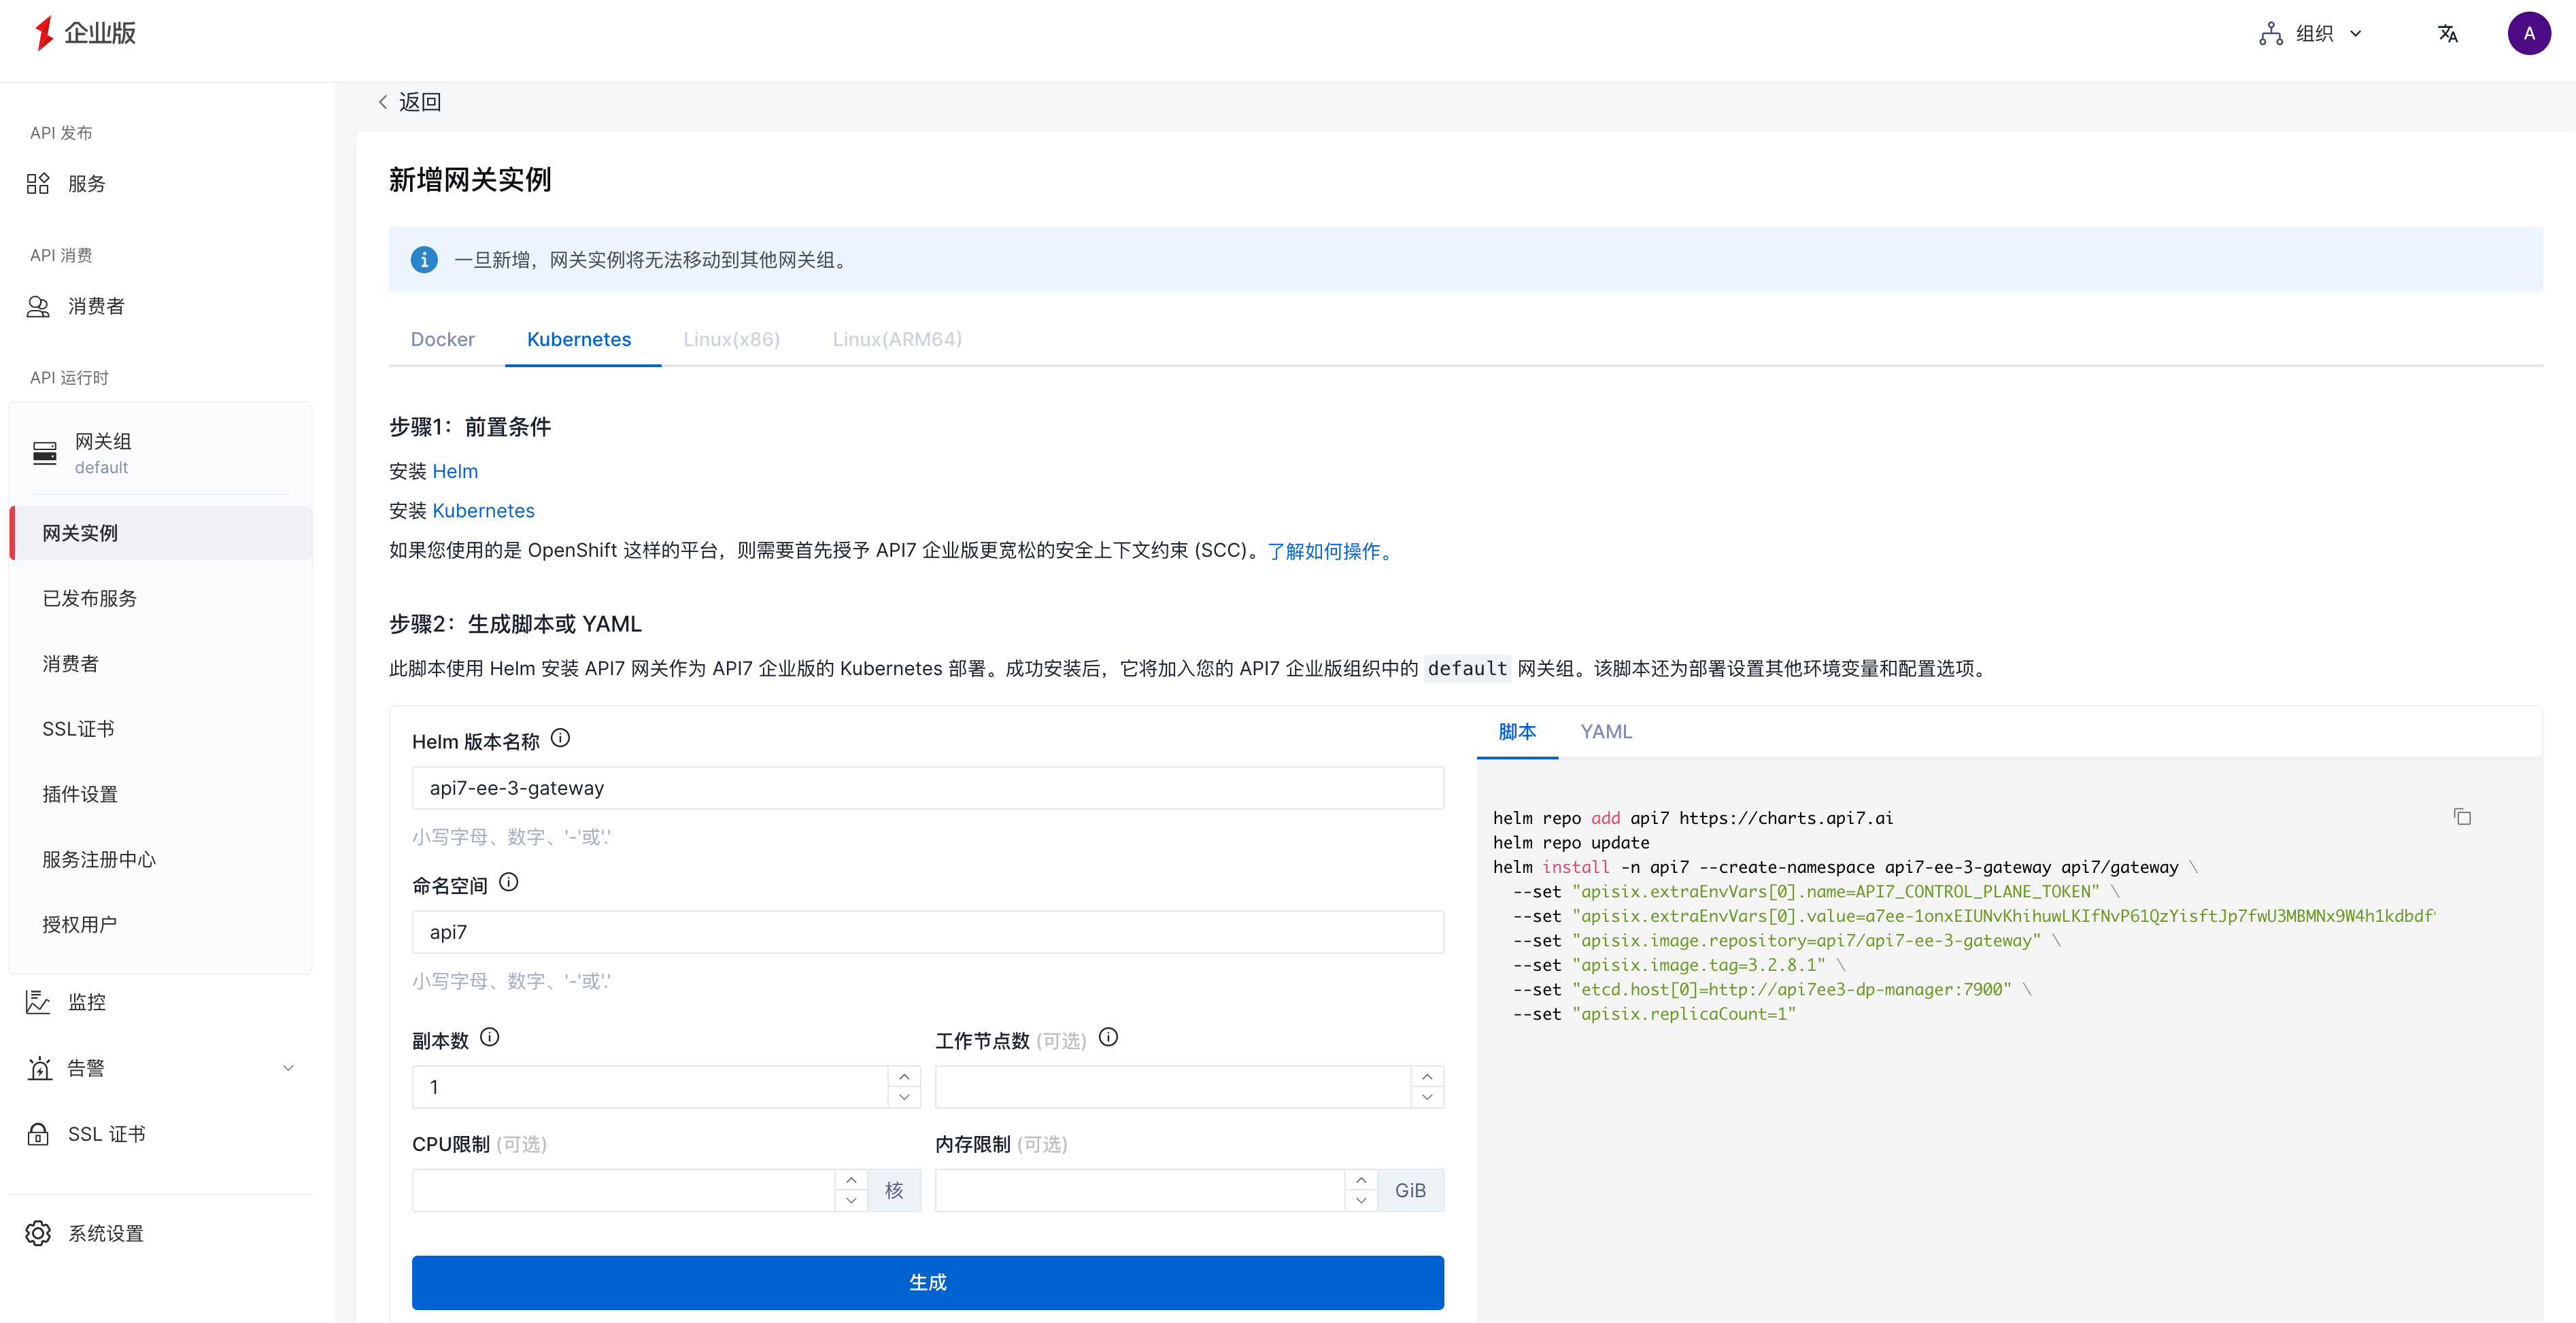 企业版
组织
A
API 发布
服务
API 消费
消费者
API 运行时
网关组
default
网关实例
已发布服务
消费者
SSL证书
插件设置
服务注册中心
授权用户
监控
告警
SSL 证书
系统设置
返回
新增网关实例
一旦新增，网关实例将无法移动到其他网关组。
Docker
Kubernetes
Linux(x86)
Linux(ARM64)
步骤1：前置条件
安装 Helm
安装 Kubernetes
如果您使用的是 OpenShift 这样的平台，则需要首先授予 API7 企业版更宽松的安全上下文约束 (SCC)。了解如何操作。
步骤2：生成脚本或 YAML
此脚本使用 Helm 安装 API7 网关作为 API7 企业版的 Kubernetes 部署。成功安装后，它将加入您的 API7 企业版组织中的 default 网关组。该脚本还为部署设置其他环境变量和配置选项。
Helm 版本名称
api7-ee-3-gateway
小写字母、数字、'-'或'.'
命名空间
api7
小写字母、数字、'-'或'.'
副本数
1
工作节点数 (可选)
CPU限制 (可选)
核
内存限制 (可选)
GiB
生成
脚本
YAML
helm repo add api7 https://charts.api7.ai
helm repo update
helm install -n api7 --create-namespace api7-ee-3-gateway api7/gateway \
--set "apisix.extraEnvVars[0].name=API7_CONTROL_PLANE_TOKEN" \
--set "apisix.extraEnvVars[0].value=a7ee-1onxEIUNvKhihuwLKIfNvP61QzYisftJp7fwU3MBMNx9W4h1kdbdf
--set "apisix.image.repository=api7/api7-ee-3-gateway" \
--set "apisix.image.tag=3.2.8.1" \
--set "etcd.host[0]=http://api7ee3-dp-manager:7900" \
--set "apisix.replicaCount=1"